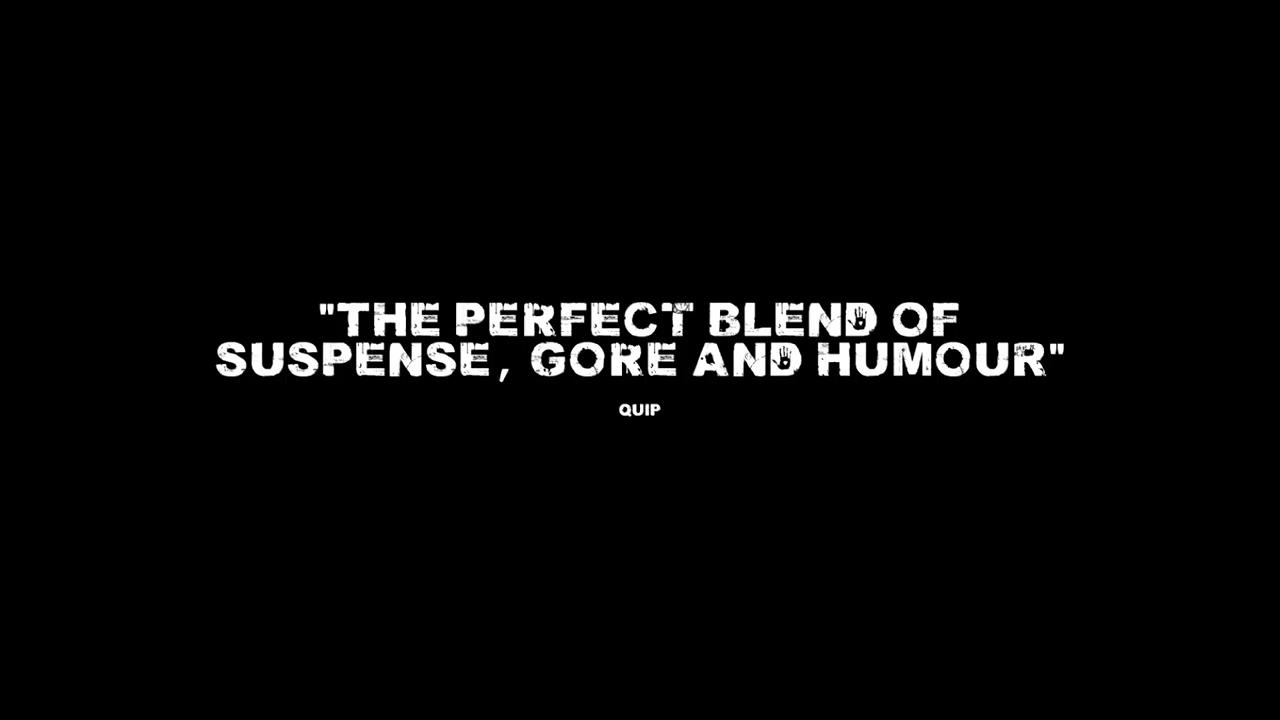 "THE PERFECT BLEND OF
SUSPENSE, GORE AND HUMOUR"
QUIP